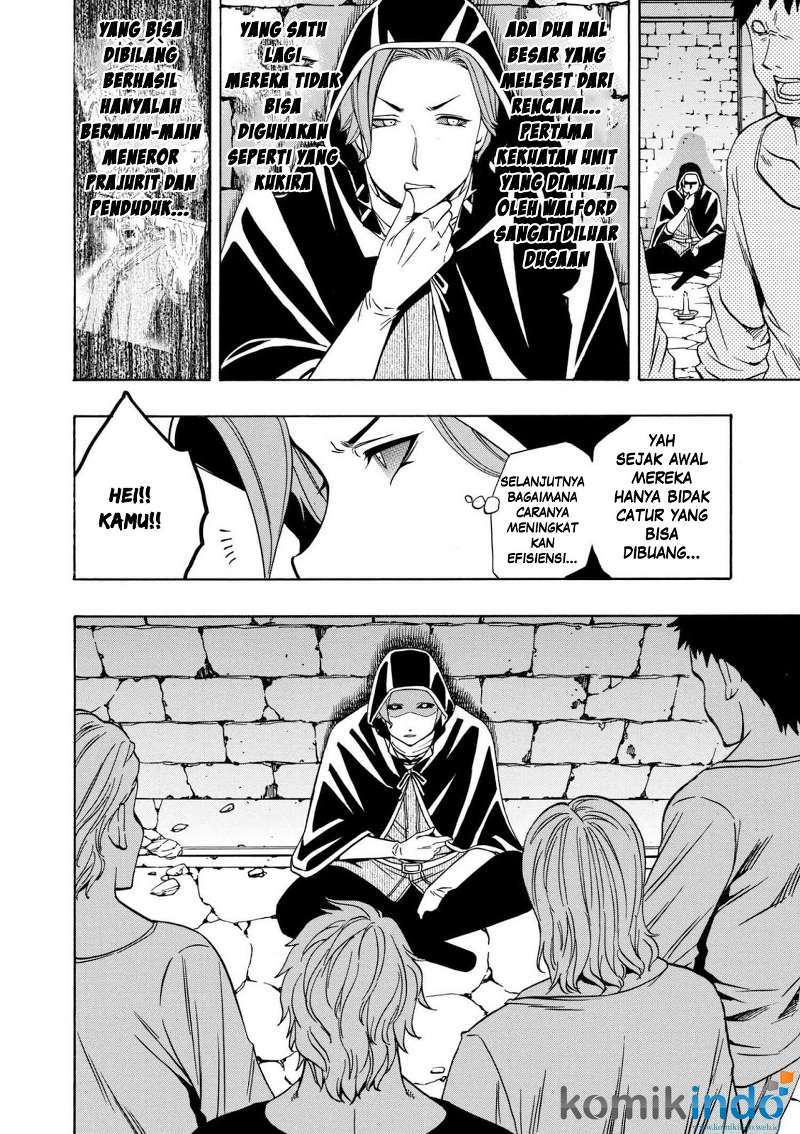 ADA DUA HAL
BESAR YANG
MELESET DARI
RENCANA...
PERTAMA
KEKUATAN UNIT
YANG DIMULAI
OLEH WALFORD
SANGAT DILUAR
DUGAAN
YANG SATU
LAGI
MEREKA TIDAK
BISA
DIGUNAKAN
SEPERTI YANG
KUKIRA
YANG BISA
DIBILANG
BERHASIL
HANYALAH
BERMAIN-MAIN
MENEROR
PRAJURIT DAN
PENDUDUK...
YAH
SEJAK AWAL
MEREKA
HANYA BIDAK
CATUR YANG
BISA
DIBUANG...
SELANJUTNYA
BAGAIMANA
CARANYA
MENINGKAT
KAN
EFISIENSI...
HEI!!
KAMU!!
komikindo